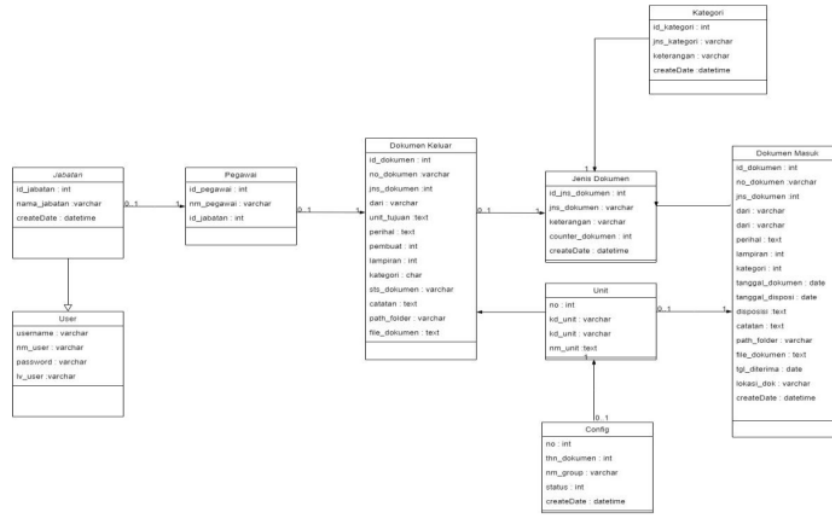 Kategori
id_kategori : int
jns_kategori : varchar
keterangan : varchar
createDate :datetime
1
Jabatan
id_jabatan : int
nama_jabatan :varchar
createDate : datetime
0..1
1
Pegawai
id_pegawai : int
nm_pegawai : varchar
id_jabatan : int
0..1
1
Dokumen Keluar
id_dokumen : int
no_dokumen :varchar
jns_dokumen :int
dari : varchar
unit_tujuan :text
perihal : text
pembuat : int
lampiran : int
kategori : char
sts_dokumen : varchar
catatan : text
path_folder : varchar
file_dokumen : text
0..1
1
Jenis Dokumen
id_jns_dokumen : int
jns_dokumen : varchar
keterangan : varchar
counter_dokumen : int
createDate : datetime
Dokumen Masuk
id_dokumen : int
no_dokumen :varchar
jns_dokumen :int
dari : varchar
dari : varchar
perihal : text
lampiran : int
kategori : int
tanggal_dokumen : date
tanggal_disposi : date
disposisi :text
catatan : text
path_folder : varchar
file_dokumen : text
tgl_diterima : date
lokasi_dok : varchar
createDate : datetime
User
username : varchar
nm_user : varchar
password : varchar
lv_user :varchar
Unit
no : int
kd_unit : varchar
kd_unit : varchar
nm_unit :text
0..1
1
1
0..1
Config
no : int
thn_dokumen : int
nm_group : varchar
status : int
createDate : datetime